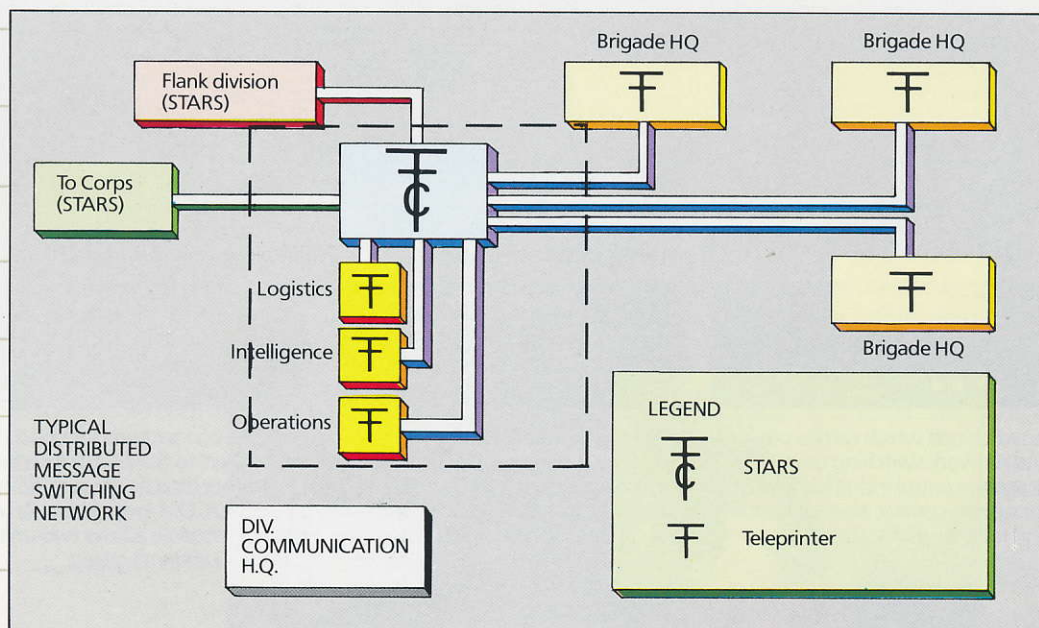 Brigade HQ
Brigade HQ
Flank division
(STARS)
To Corps
(STARS)
Logistics
Intelligence
Operations
Brigade HQ
TYPICAL
DISTRIBUTED
MESSAGE
SWITCHING
NETWORK
DIV.
COMMUNICATION
H.Q.
LEGEND
STARS
Teleprinter